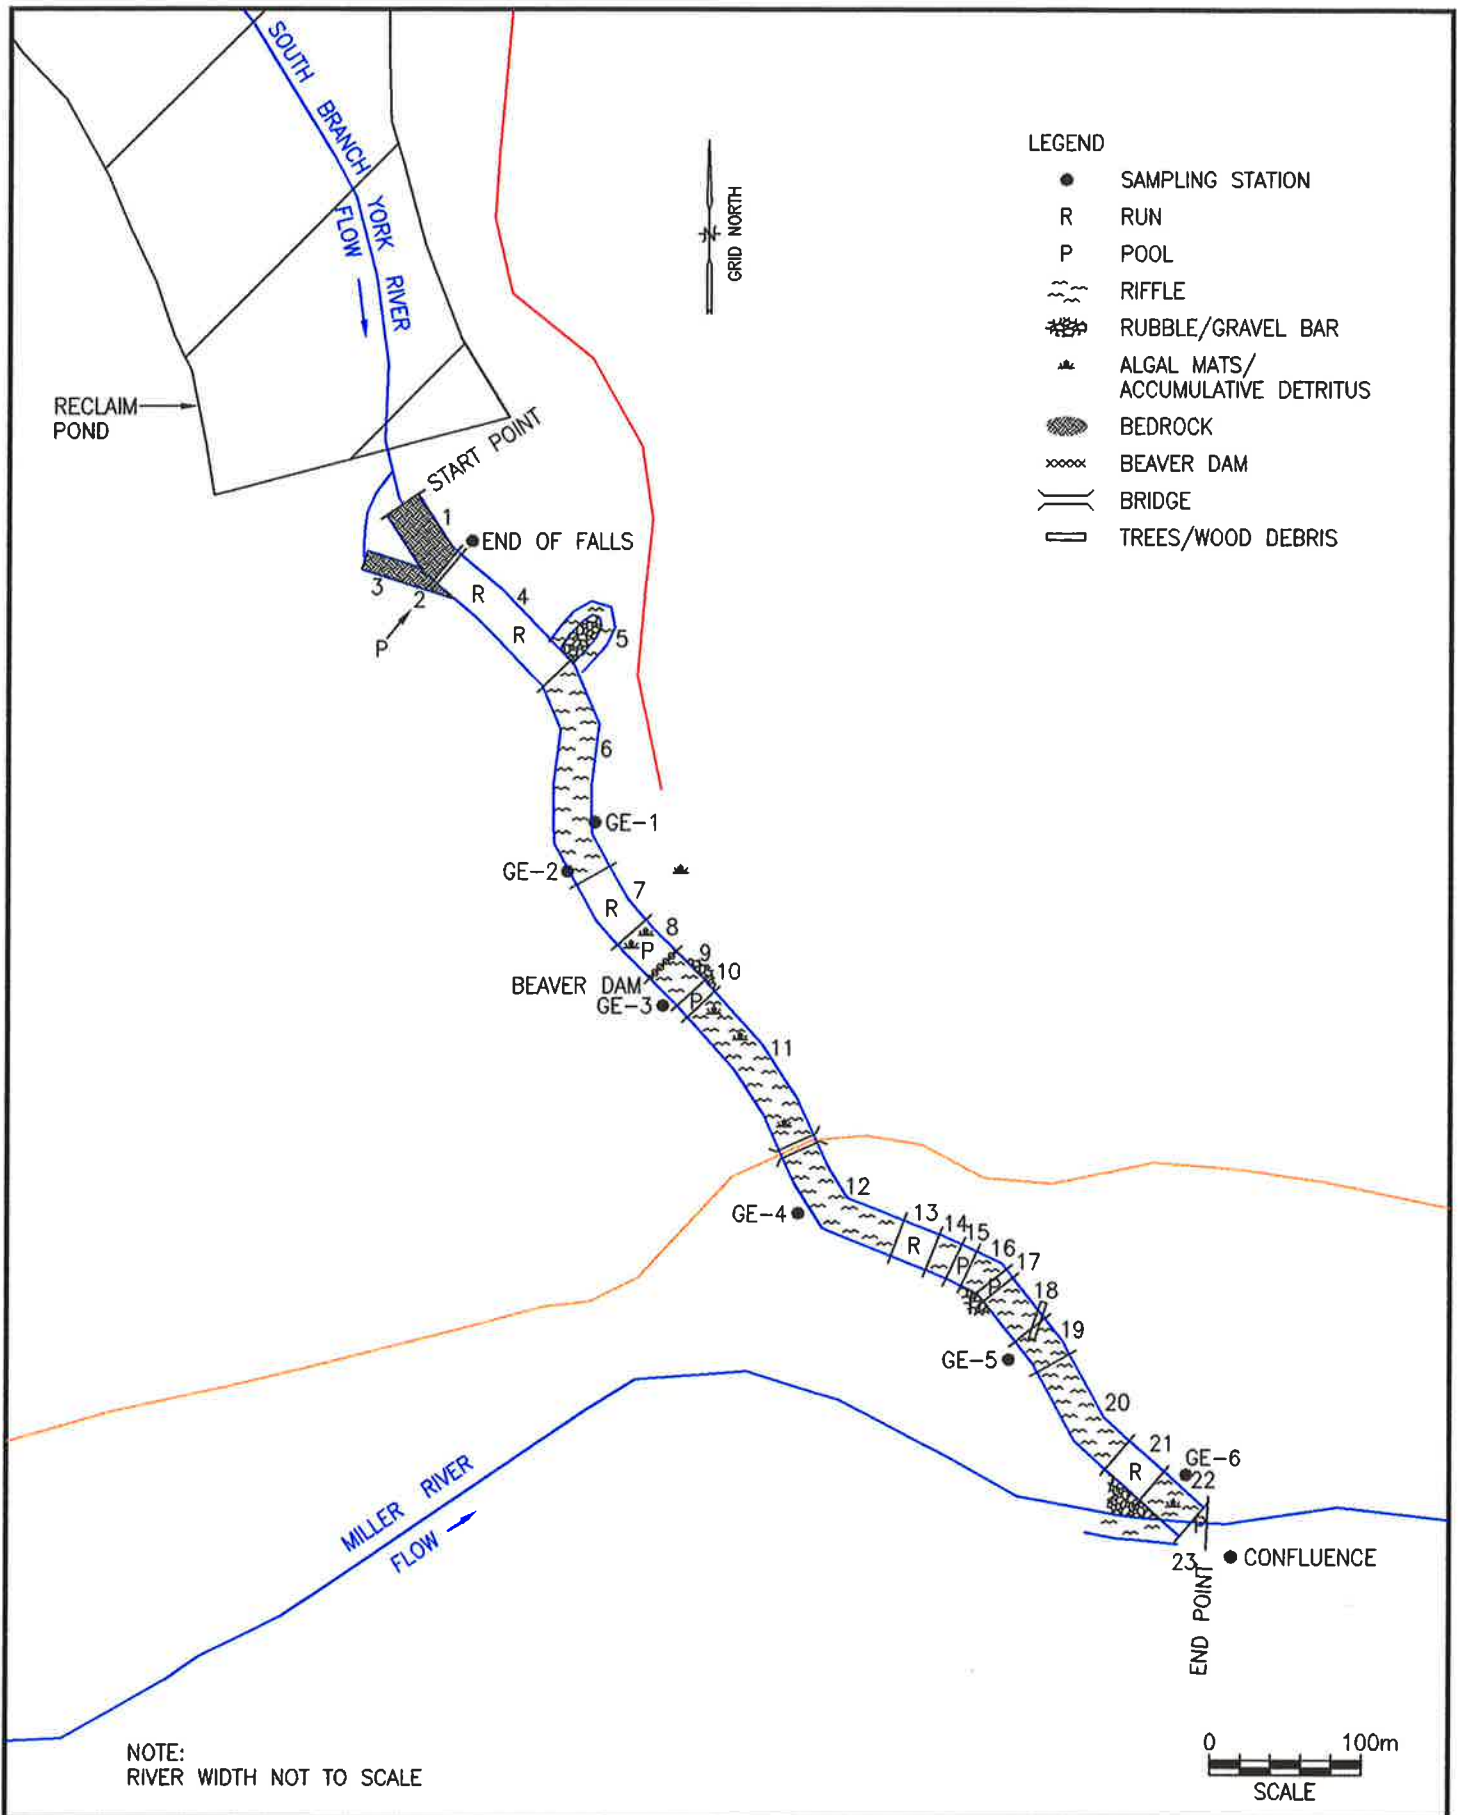 SOUTH BRANCH YORK RIVER
FLOW
GRID NORTH
LEGEND
SAMPLING STATION
R RUN
P POOL
RIFFLE
RUBBLE/GRAVEL BAR
ALGAL MATS/
ACCUMULATIVE DETRITUS
BEDROCK
BEAVER DAM
BRIDGE
TREES/WOOD DEBRIS
RECLAIM
POND
START POINT
1
END OF FALLS
3
2
P
R
4
R
5
6
GE-1
GE-2
7
R
8
P
9
10
BEAVER DAM
GE-3
P
11
12
GE-4
13
R
14
15
P
16
17
P
18
19
GE-5
20
21
R
GE-6
22
P
23
CONFLUENCE
END POINT
MILLER RIVER
FLOW
NOTE:
RIVER WIDTH NOT TO SCALE
0 100m
SCALE